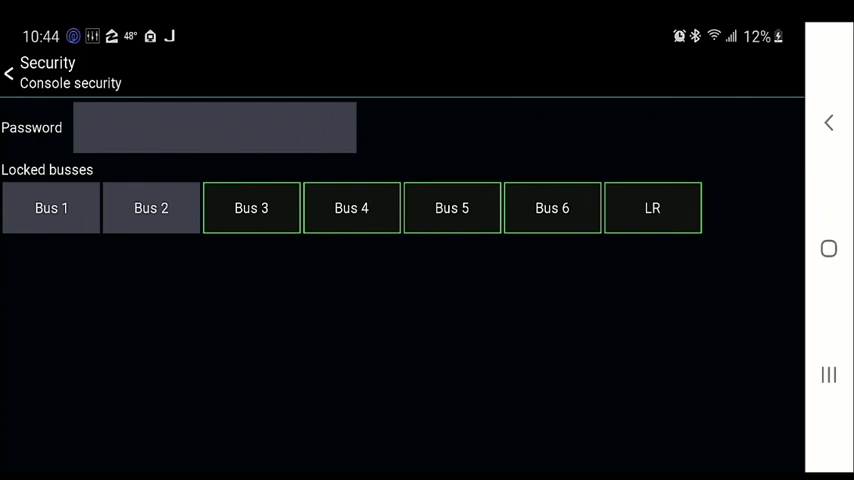 10:44 48° 12%
Security
Console security
Password
Locked busses
Bus 1 Bus 2 Bus 3 Bus 4 Bus 5 Bus 6 LR